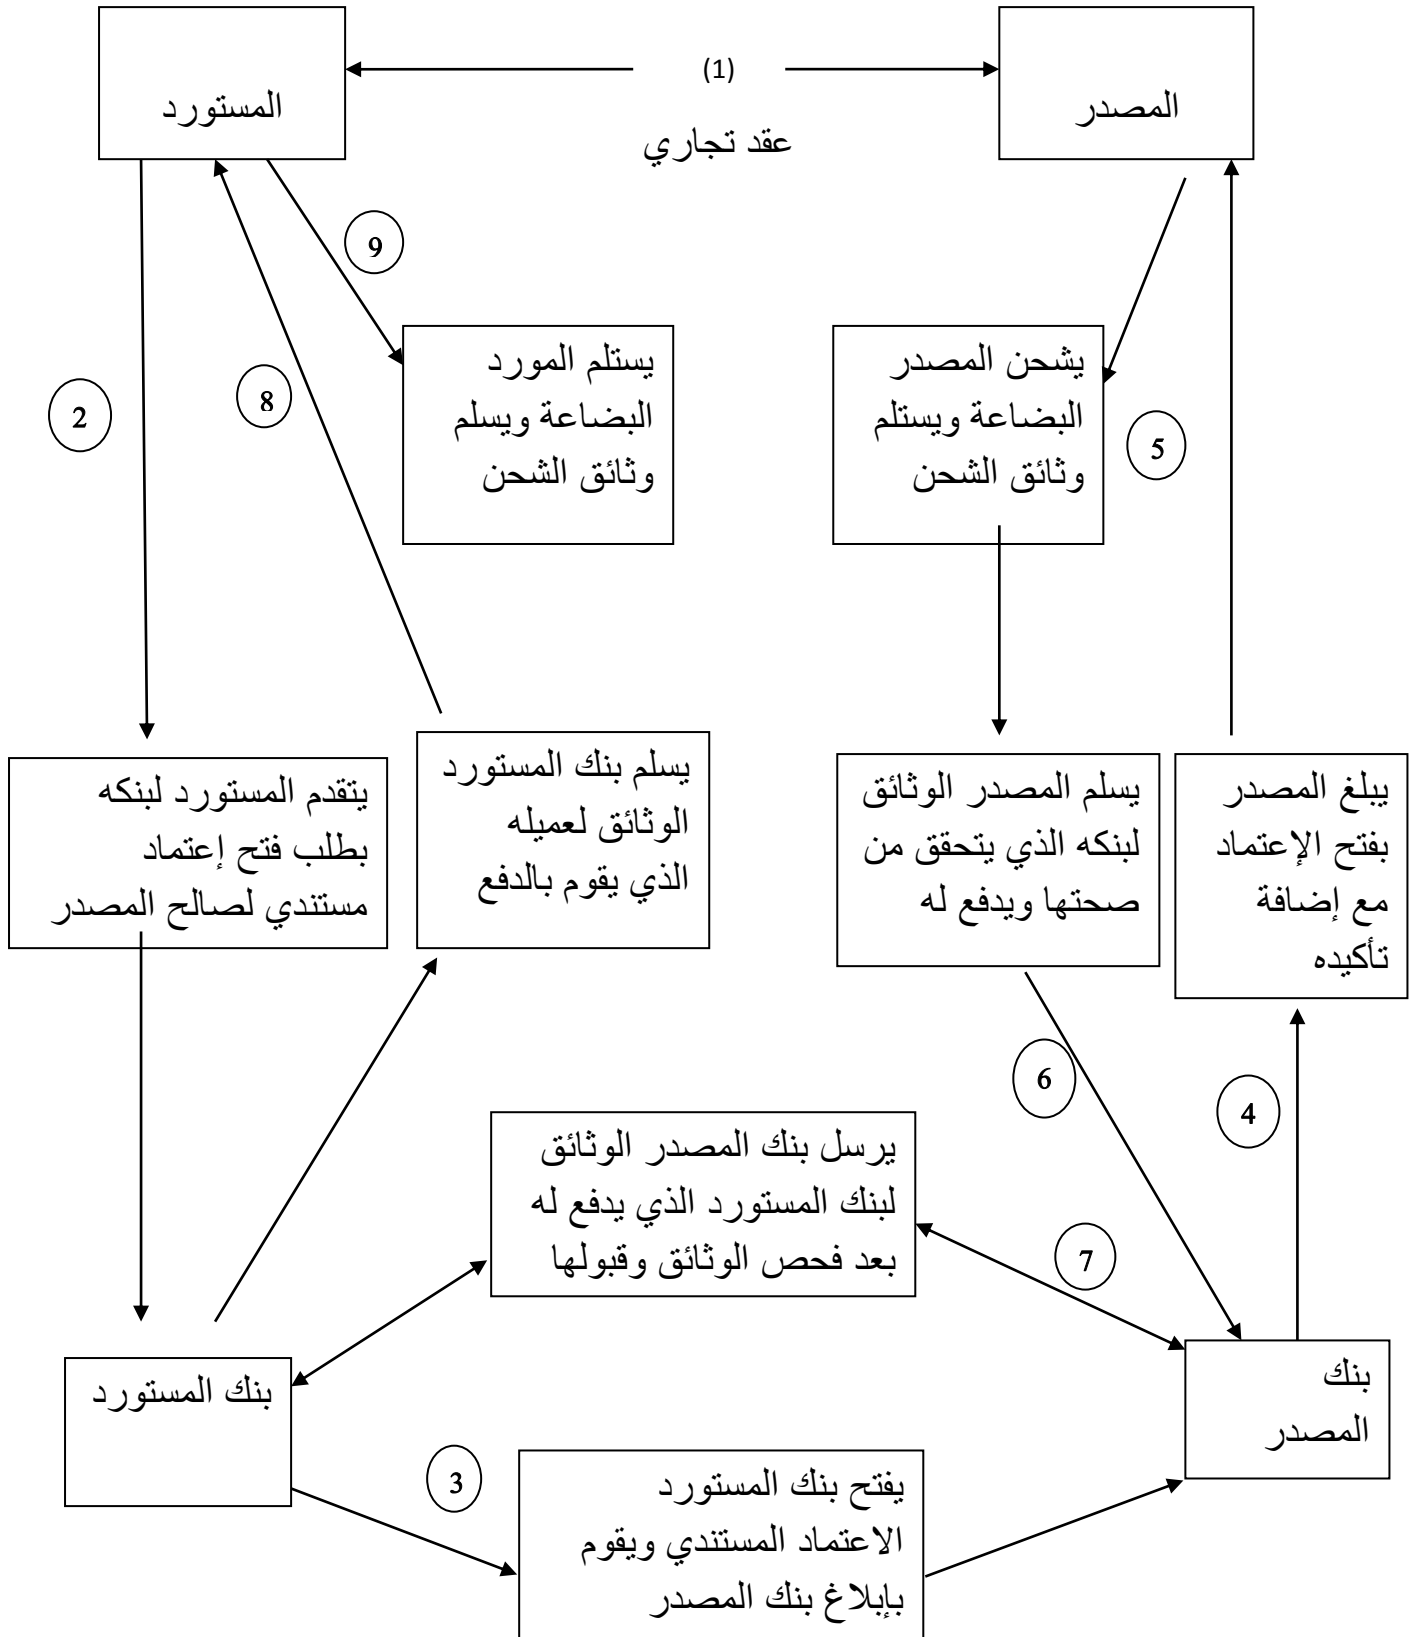 المصدر
(1)
عقد تجاري
المستورد
9
2
8
5
يشحن المصدر
البضاعة ويستلم
وثائق الشحن
يستلم المورد
البضاعة ويسلم
وثائق الشحن
يبلغ المصدر
بفتح الإعتماد
مع إضافة
تأكيده
يسلم المصدر الوثائق
لبنكه الذي يتحقق من
صحتها ويدفع له
يسلم بنك المستورد
الوثائق لعميله
الذي يقوم بالدفع
يتقدم المستورد لبنكه
بطلب فتح إعتماد
مستندي لصالح المصدر
6
4
يرسل بنك المصدر الوثائق
لبنك المستورد الذي يدفع له
بعد فحص الوثائق وقبولها
7
بنك
المصدر
بنك المستورد
3
يفتح بنك المستورد
الاعتماد المستندي ويقوم
بإبلاغ بنك المصدر